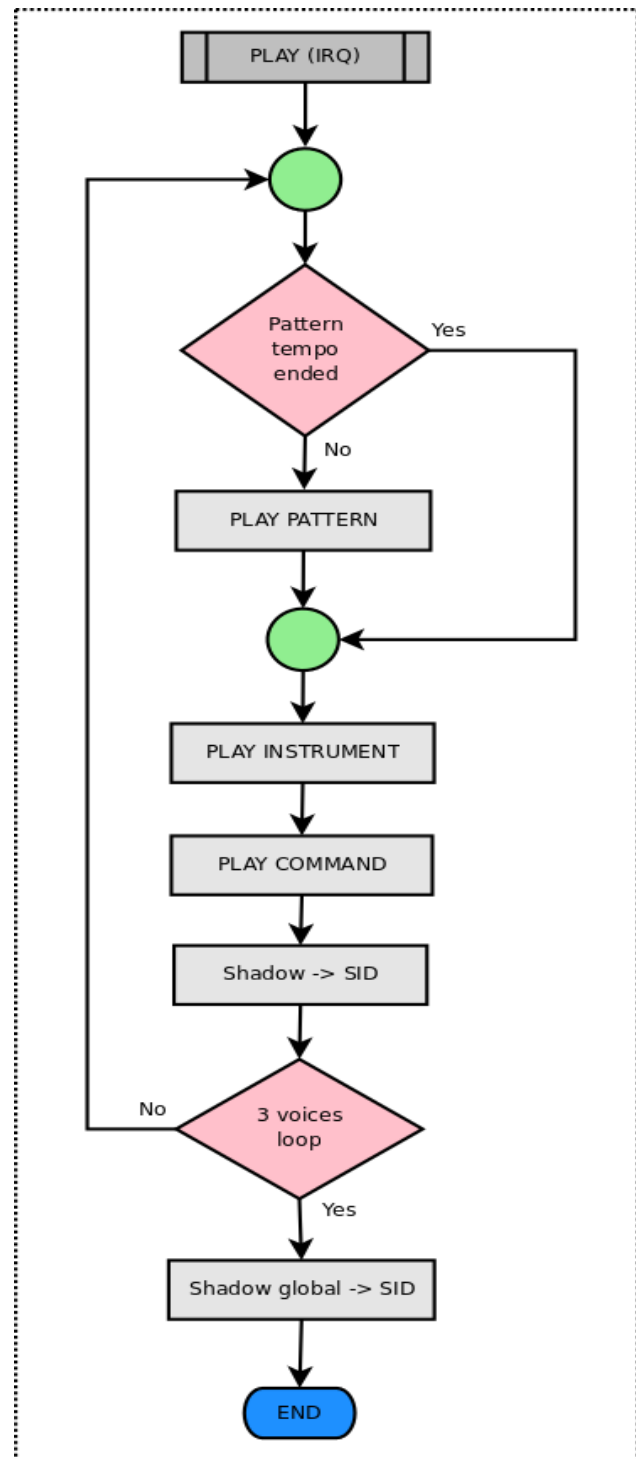 PLAY (IRQ)
Pattern
tempo
ended
Yes
No
PLAY PATTERN
PLAY INSTRUMENT
PLAY COMMAND
Shadow -> SID
3 voices
loop
No
Yes
Shadow global -> SID
END